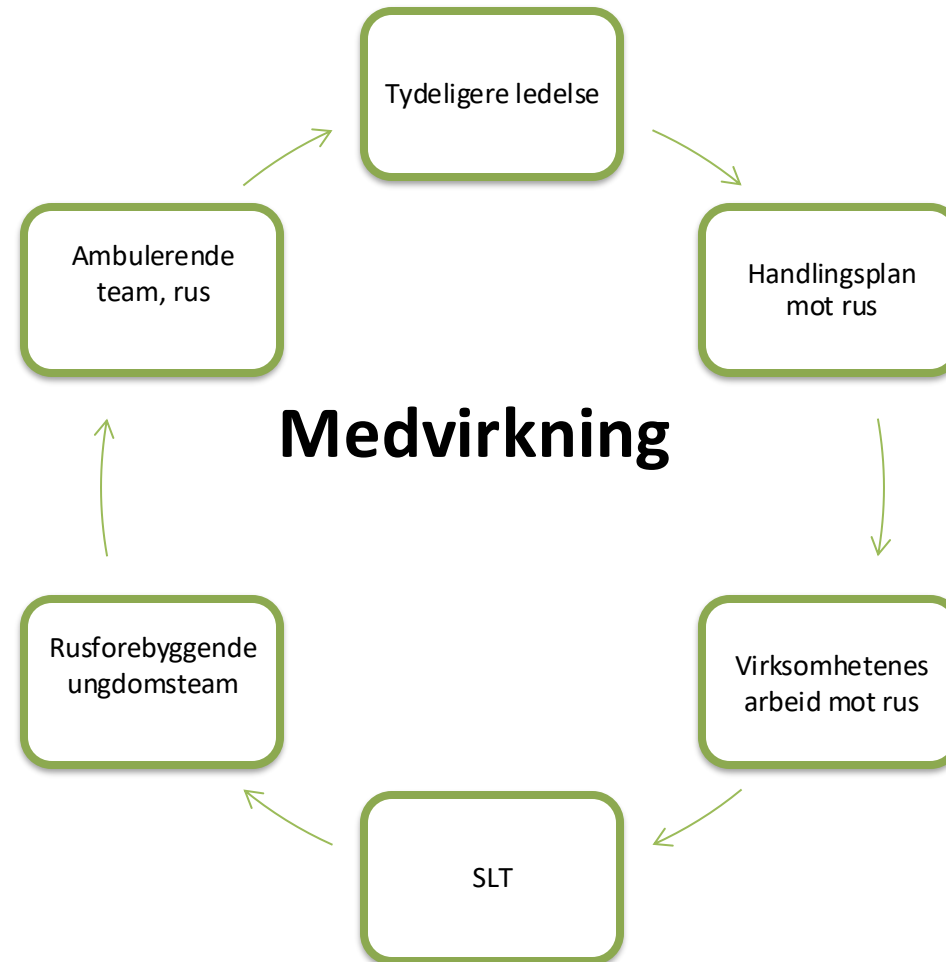 Tydeligere ledelse
Handlingsplan
mot rus
Virksomhetenes
arbeid mot rus
SLT
Rusforebyggende
ungdomsteam
Ambulerende
team, rus
Medvirkning